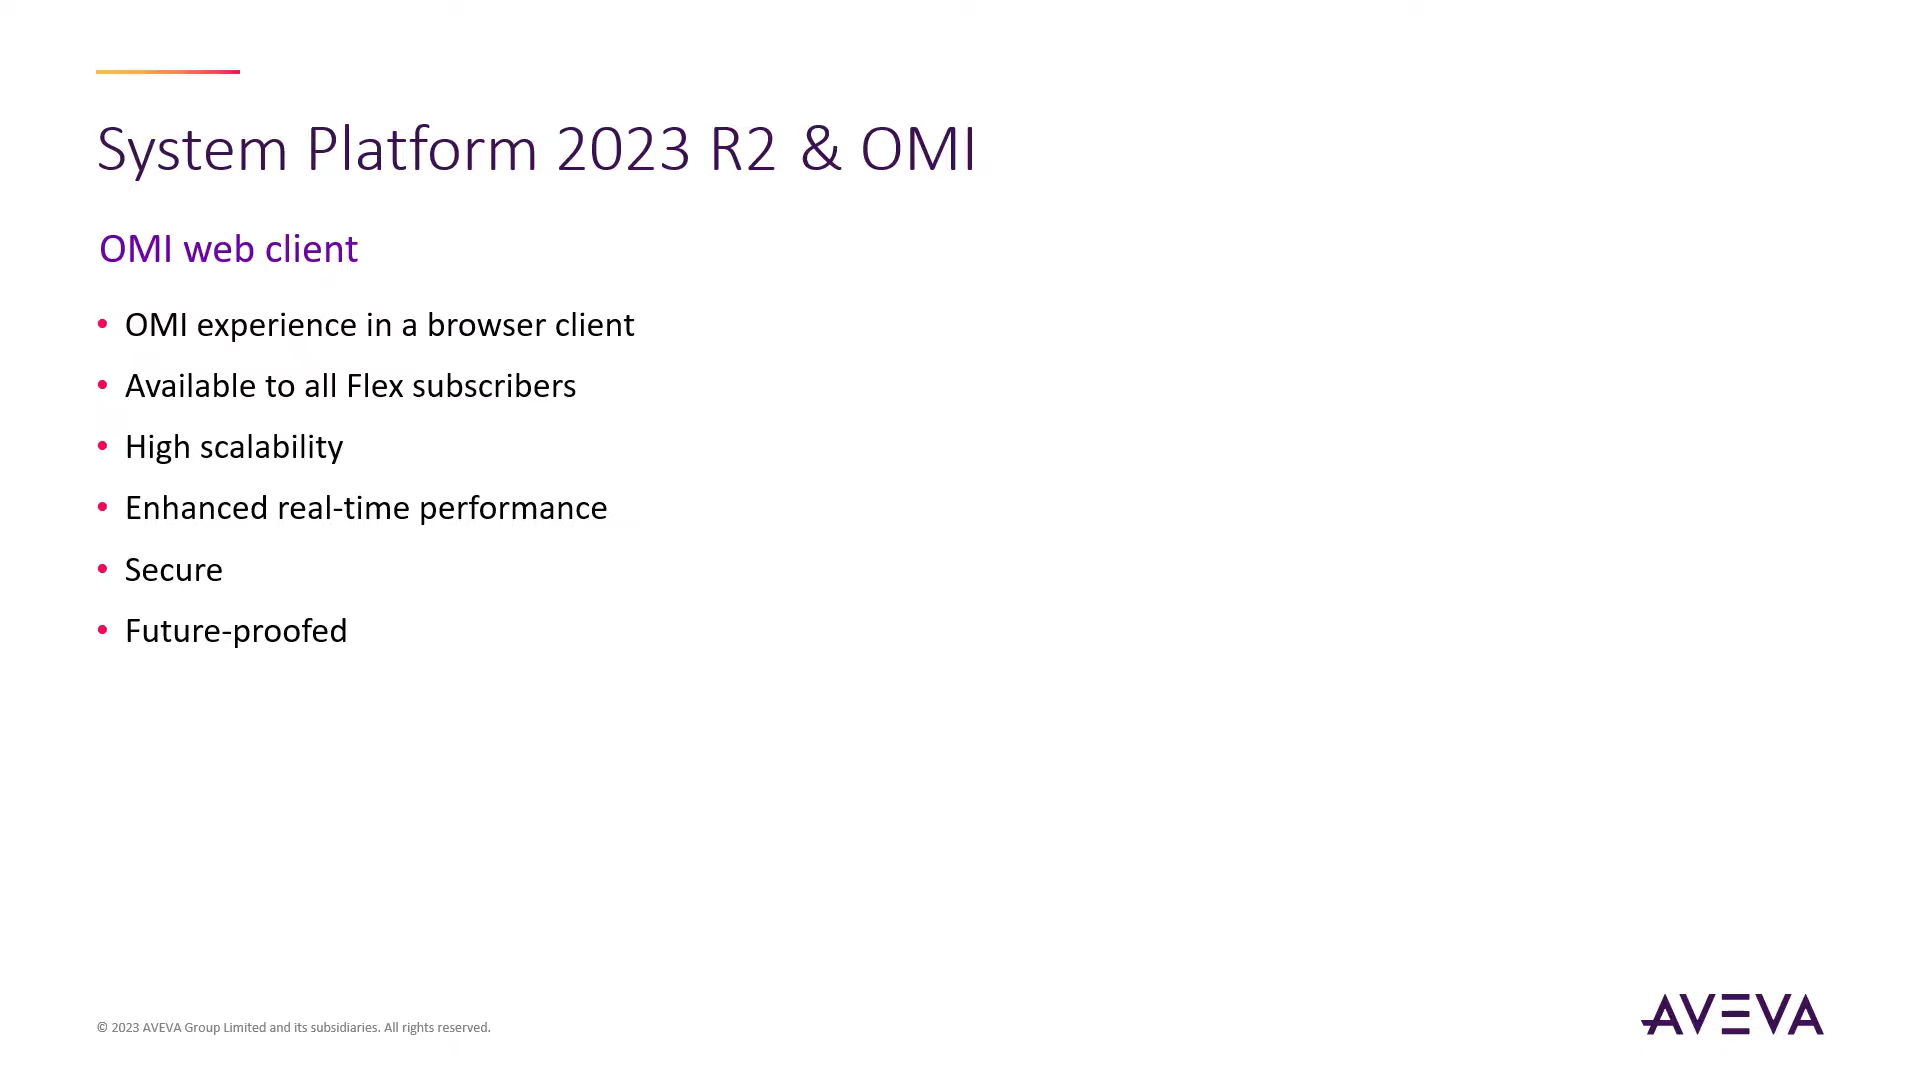 System Platform 2023 R2 & OMI
OMI web client
• OMI experience in a browser client
• Available to all Flex subscribers
• High scalability
• Enhanced real-time performance
• Secure
• Future-proofed
© 2023 AVEVA Group Limited and its subsidiaries. All rights reserved.
AVEVA